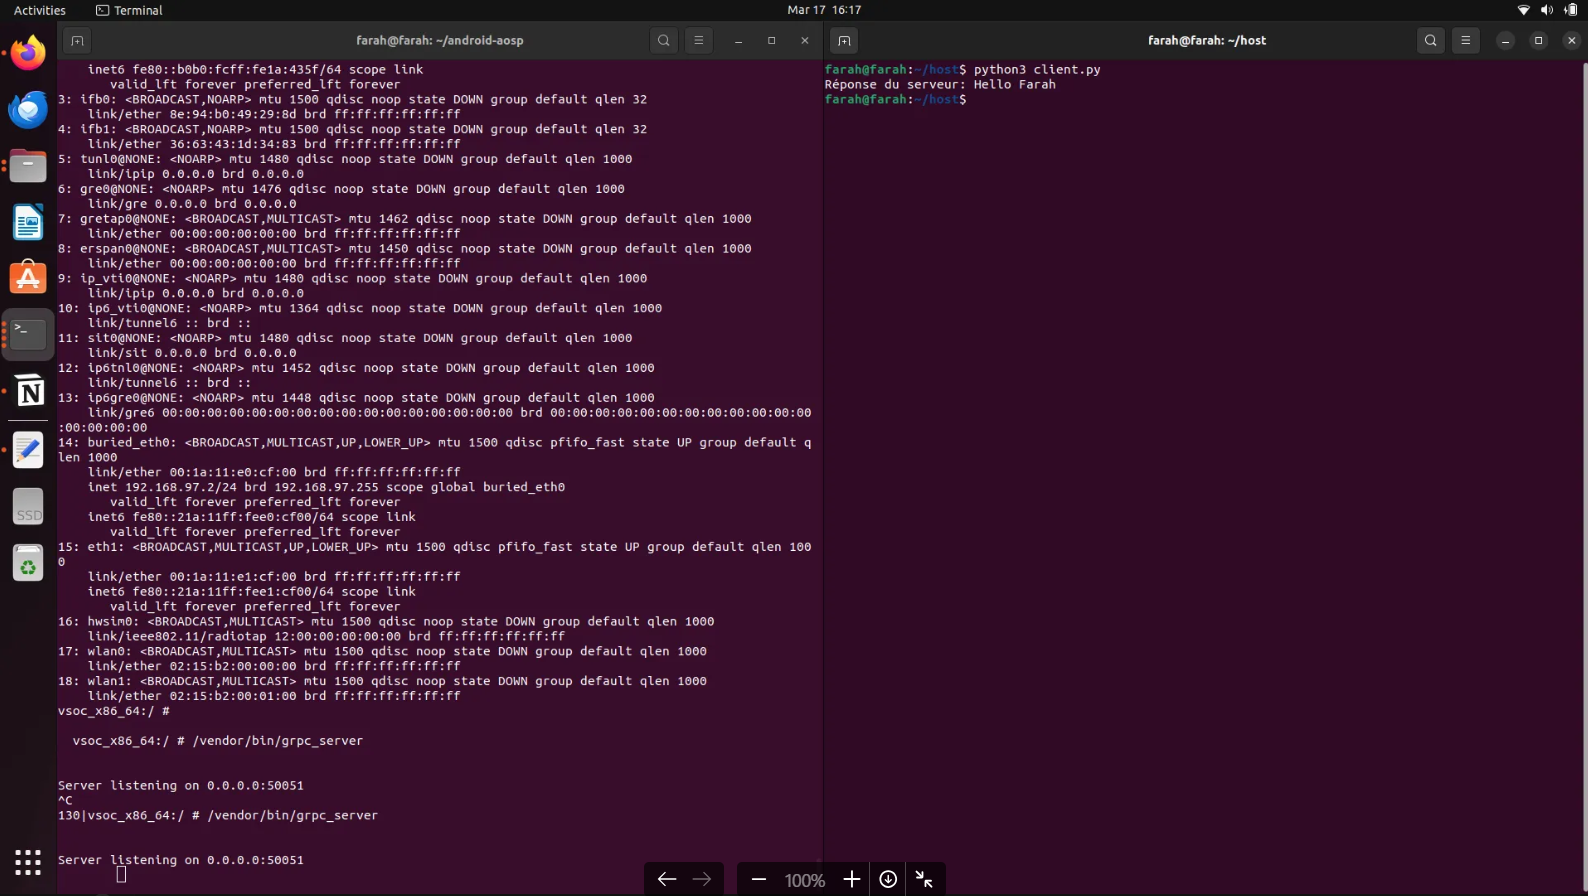 Activities
Terminal
Mar 17 16:17
farah@farah: ~/android-aosp
inet6 fe80::b0b0:fcff:fe1a:435f/64 scope link
valid_lft forever preferred_lft forever
3: ifb0: <BROADCAST,NOARP> mtu 1500 qdisc noop state DOWN group default qlen 32
link/ether 8e:94:b0:49:29:8d brd ff:ff:ff:ff:ff:ff
4: ifb1: <BROADCAST,NOARP> mtu 1500 qdisc noop state DOWN group default qlen 32
link/ether 36:63:43:1d:34:83 brd ff:ff:ff:ff:ff:ff
5: tunl0@NONE: <NOARP> mtu 1480 qdisc noop state DOWN group default qlen 1000
link/ipip 0.0.0.0 brd 0.0.0.0
6: gre0@NONE: <NOARP> mtu 1476 qdisc noop state DOWN group default qlen 1000
link/gre 0.0.0.0 brd 0.0.0.0
7: gretap0@NONE: <BROADCAST,MULTICAST> mtu 1462 qdisc noop state DOWN group default qlen 1000
link/ether 00:00:00:00:00:00 brd ff:ff:ff:ff:ff:ff
8: erspan0@NONE: <BROADCAST,MULTICAST> mtu 1450 qdisc noop state DOWN group default qlen 1000
link/ether 00:00:00:00:00:00 brd ff:ff:ff:ff:ff:ff
9: ip_vti0@NONE: <NOARP> mtu 1480 qdisc noop state DOWN group default qlen 1000
link/ipip 0.0.0.0 brd 0.0.0.0
10: ip6_vti0@NONE: <NOARP> mtu 1364 qdisc noop state DOWN group default qlen 1000
link/tunnel6 :: brd ::
11: sit0@NONE: <NOARP> mtu 1480 qdisc noop state DOWN group default qlen 1000
link/sit 0.0.0.0 brd 0.0.0.0
12: ip6tnl0@NONE: <NOARP> mtu 1452 qdisc noop state DOWN group default qlen 1000
link/tunnel6 :: brd ::
13: ip6gre0@NONE: <NOARP> mtu 1448 qdisc noop state DOWN group default qlen 1000
link/gre6 00:00:00:00:00:00:00:00:00:00:00:00:00:00:00:00 brd 00:00:00:00:00:00:00:00:00:00:00:00
:00:00:00:00
14: buried_eth0: <BROADCAST,MULTICAST,UP,LOWER_UP> mtu 1500 qdisc pfifo_fast state UP group default q
len 1000
link/ether 00:1a:11:e0:cf:00 brd ff:ff:ff:ff:ff:ff
inet 192.168.97.2/24 brd 192.168.97.255 scope global buried_eth0
valid_lft forever preferred_lft forever
inet6 fe80::21a:11ff:fee0:cf00/64 scope link
valid_lft forever preferred_lft forever
15: eth1: <BROADCAST,MULTICAST,UP,LOWER_UP> mtu 1500 qdisc pfifo_fast state UP group default qlen 100
0
link/ether 00:1a:11:e1:cf:00 brd ff:ff:ff:ff:ff:ff
inet6 fe80::21a:11ff:fee1:cf00/64 scope link
valid_lft forever preferred_lft forever
16: hwsim0: <BROADCAST,MULTICAST> mtu 1500 qdisc noop state DOWN group default qlen 1000
link/ieee802.11/radiotap 12:00:00:00:00:00 brd ff:ff:ff:ff:ff:ff
17: wlan0: <BROADCAST,MULTICAST> mtu 1500 qdisc noop state DOWN group default qlen 1000
link/ether 02:15:b2:00:00:00 brd ff:ff:ff:ff:ff:ff
18: wlan1: <BROADCAST,MULTICAST> mtu 1500 qdisc noop state DOWN group default qlen 1000
link/ether 02:15:b2:00:01:00 brd ff:ff:ff:ff:ff:ff
vsoc_x86_64:/ #
vsoc_x86_64:/ # /vendor/bin/grpc_server
Server listening on 0.0.0.0:50051
^C
130|vsoc_x86_64:/ # /vendor/bin/grpc_server
Server listening on 0.0.0.0:50051
farah@farah: ~/host
farah@farah:~/host$ python3 client.py
Réponse du serveur: Hello Farah
farah@farah:~/host$
SSD
100%